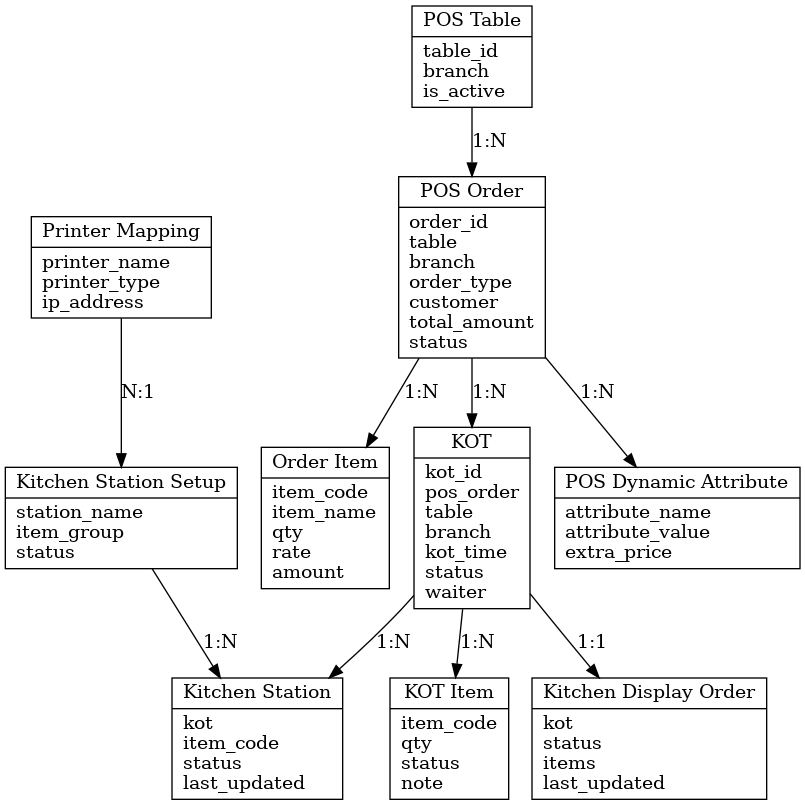 POS Table
table_id
branch
is_active
1:N
POS Order
order_id
table
branch
order_type
customer
total_amount
status
Printer Mapping
printer_name
printer_type
ip_address
N:1
1:N
1:N
1:N
Kitchen Station Setup
station_name
item_group
status
Order Item
item_code
item_name
qty
rate
amount
KOT
kot_id
pos_order
table
branch
kot_time
status
waiter
POS Dynamic Attribute
attribute_name
attribute_value
extra_price
1:N
1:N
1:N
1:1
Kitchen Station
kot
item_code
status
last_updated
KOT Item
item_code
qty
status
note
Kitchen Display Order
kot
status
items
last_updated